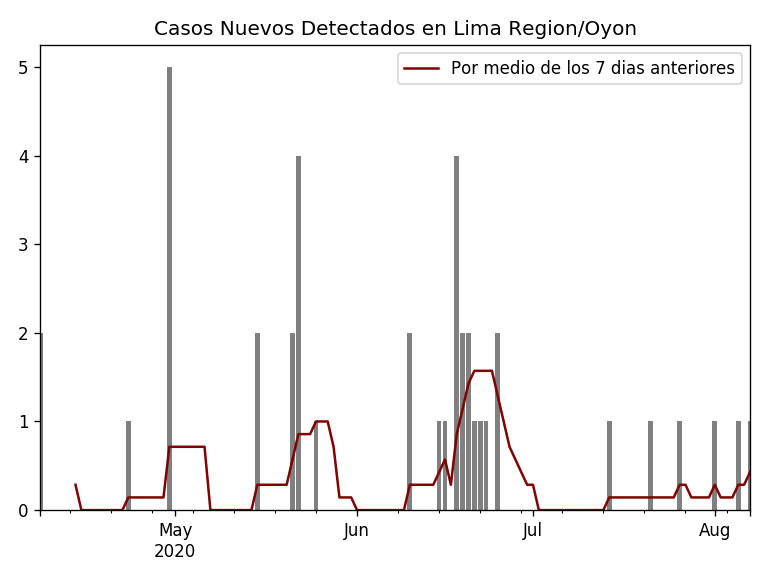 Casos Nuevos Detectados en Lima Region/Oyon
Por medio de los 7 dias anteriores
5
4
3
2
1
0
May Jun Jul Aug
2020